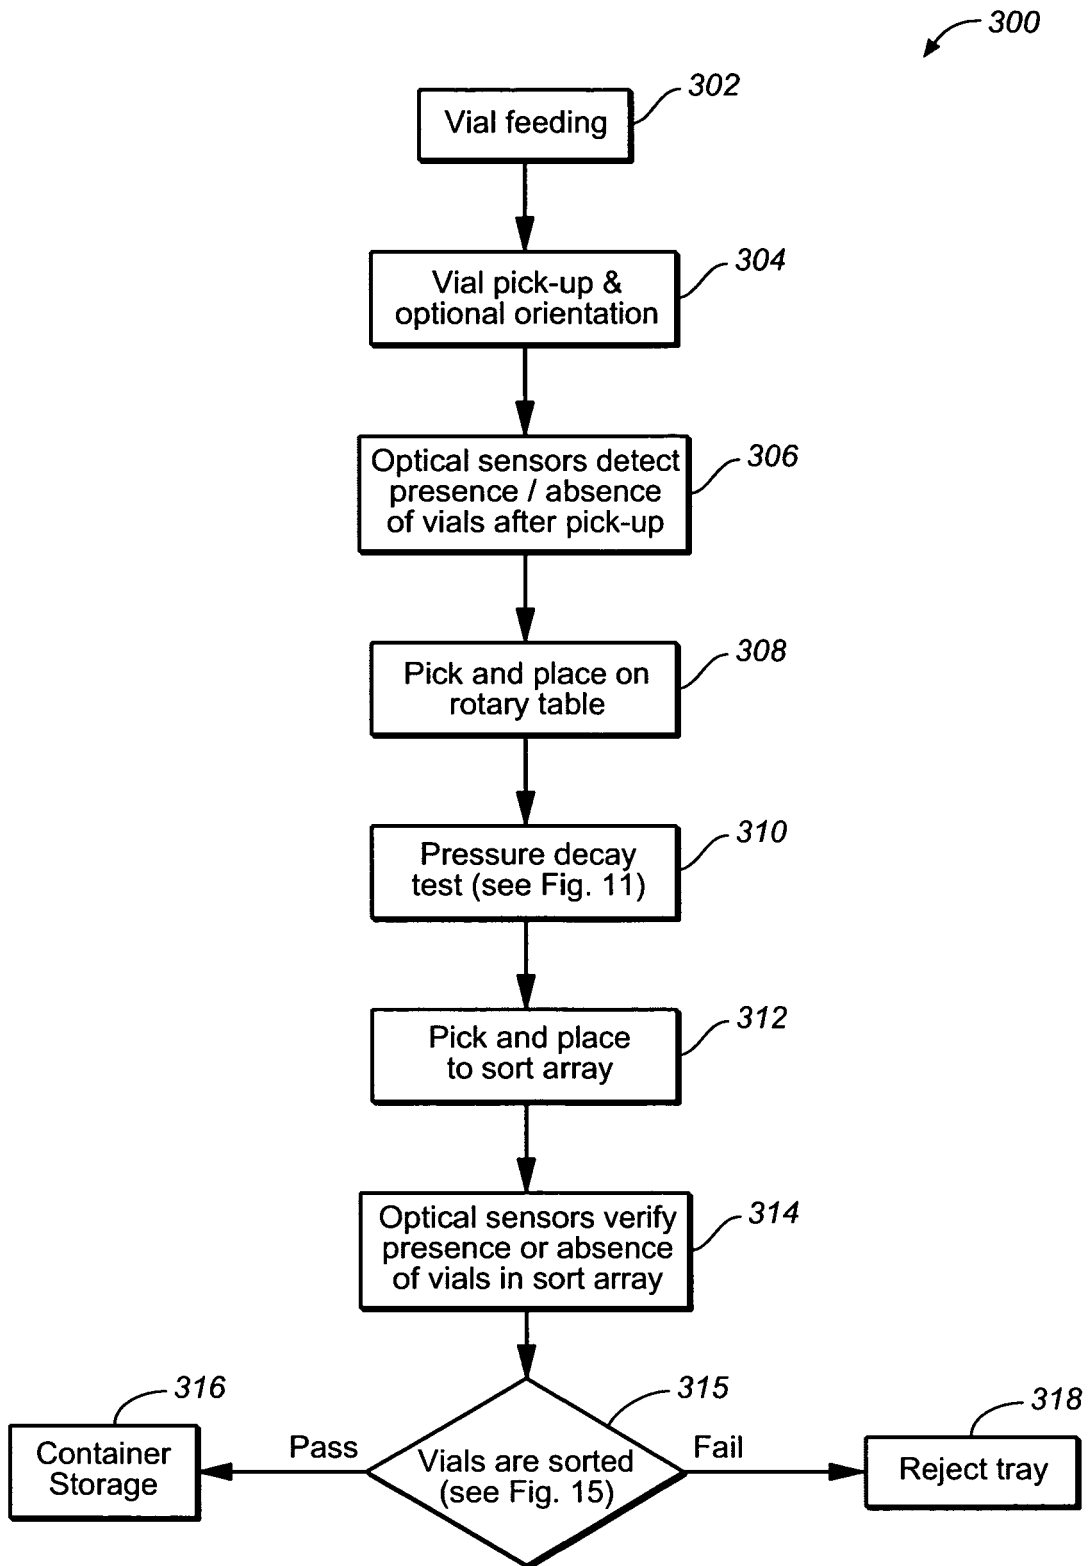 300
302
Vial feeding
304
Vial pick-up &
optional orientation
306
Optical sensors detect
presence / absence
of vials after pick-up
308
Pick and place on
rotary table
310
Pressure decay
test (see Fig. 11)
312
Pick and place
to sort array
314
Optical sensors verify
presence or absence
of vials in sort array
316
315
318
Container
Storage
Pass
Vials are sorted
(see Fig. 15)
Fail
Reject tray